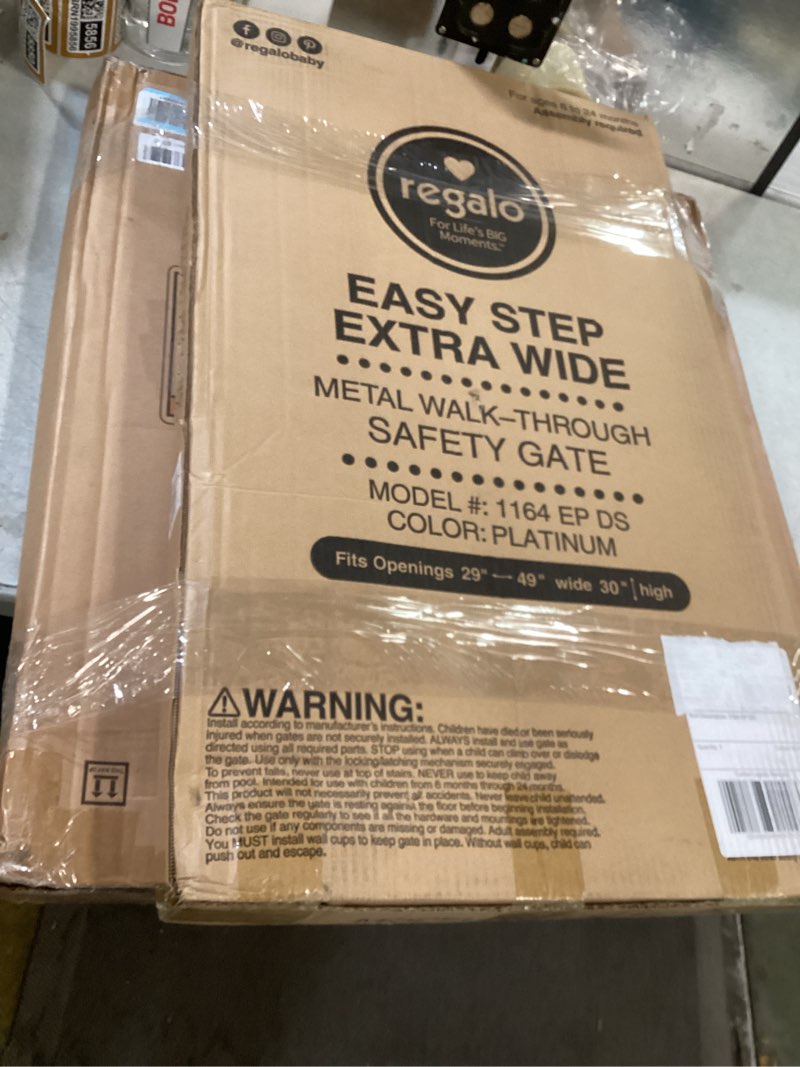 @regalobaby
For ages 6 to 24 months
Assembly required
regalo
For Life's BIG
Moments.™
EASY STEP
EXTRA WIDE
METAL WALK-THROUGH
SAFETY GATE
MODEL #: 1164 EP DS
COLOR: PLATINUM
Fits Openings 29" — 49" wide 30" high
WARNING:
Install according to manufacturer's instructions. Children have died or been seriously
injured when gates are not securely installed. ALWAYS install and use gate as
directed using all required parts. STOP using when a child can climb over or dislodge
the gate. Use only with the locking/latching mechanism securely engaged.
To prevent falls, never use at top of stairs. NEVER use to keep child away
from pool. Intended for use with children from 6 months through 24 months.
This product will not necessarily prevent all accidents. Never leave child unattended.
Always ensure the gate is resting against the floor before beginning installation.
Check the gate regularly to see if all the hardware and mountings are tightened.
Do not use if any components are missing or damaged. Adult assembly required.
You MUST install wall cups to keep gate in place. Without wall cups, child can
push out and escape.
5856